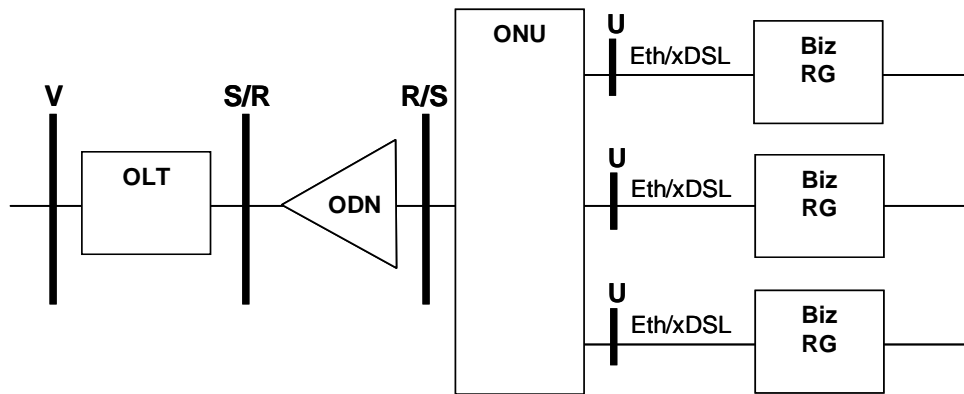 ONU
U
Eth/xDSL
Biz
RG
V
S/R
R/S
OLT
ODN
U
Eth/xDSL
Biz
RG
U
Eth/xDSL
Biz
RG